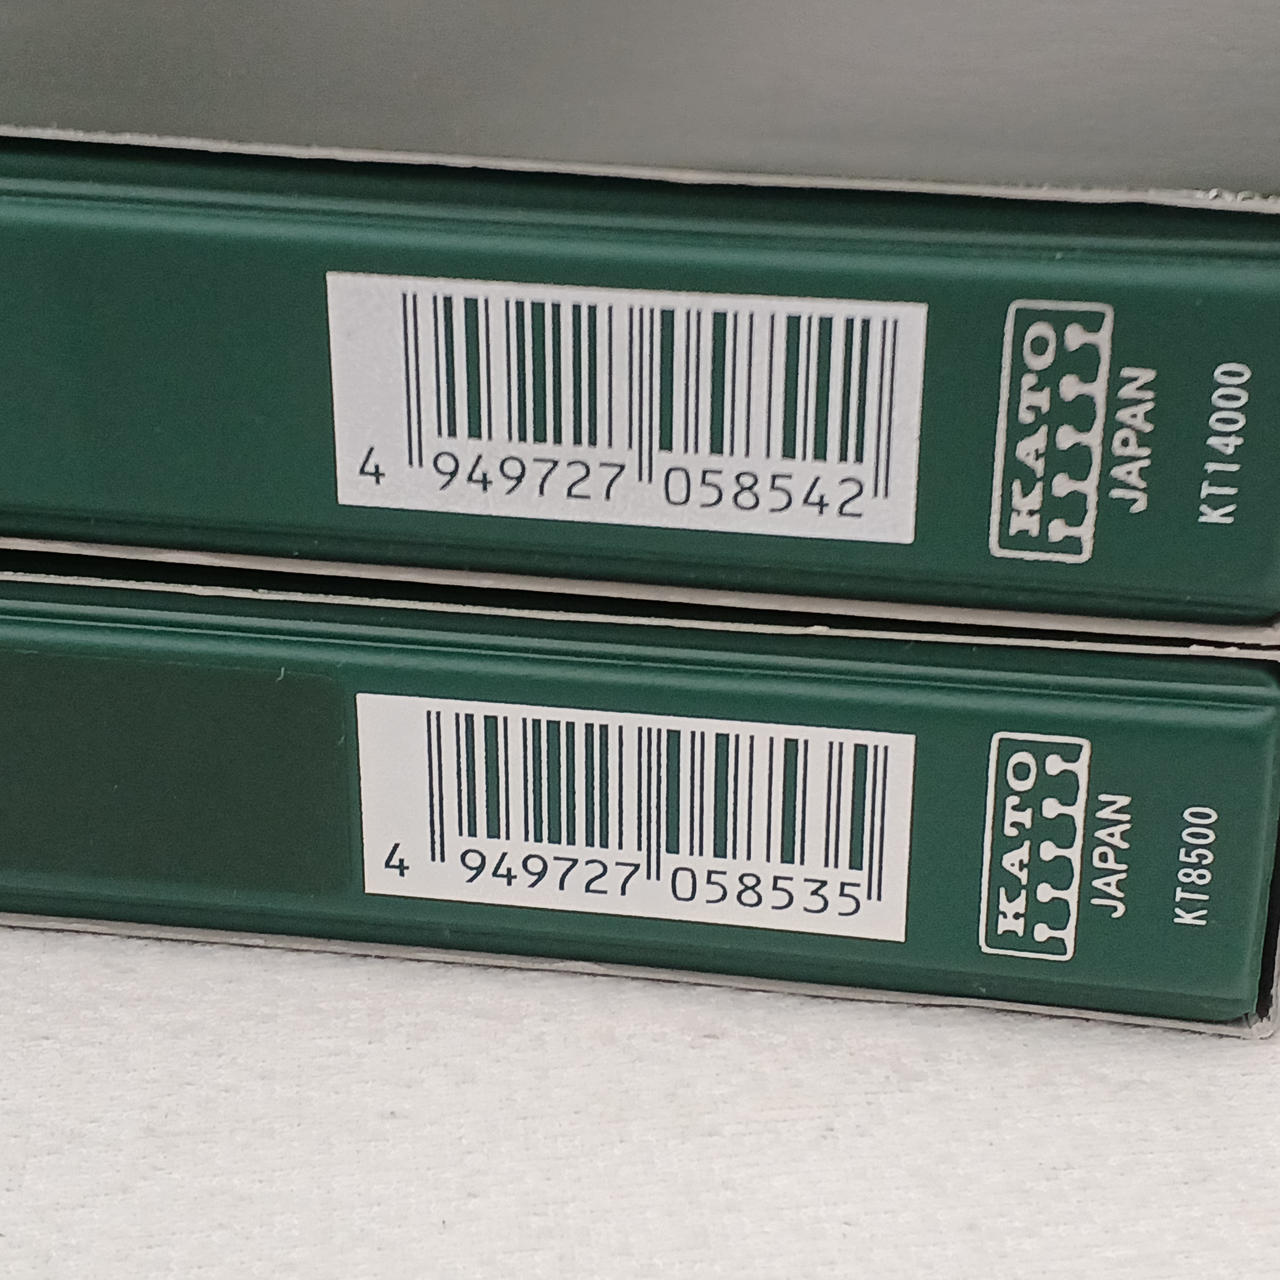 4 949727 058542
KATO
JAPAN
KT14000
4 949727 058535
KATO
JAPAN
KT8500